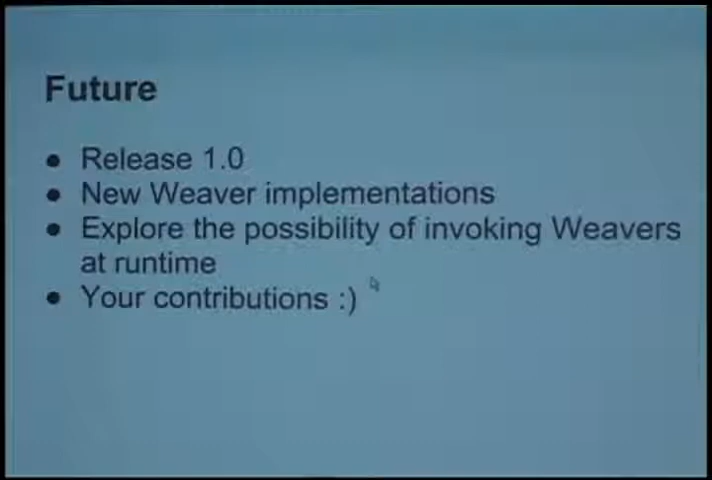 Future
● Release 1.0
● New Weaver implementations
● Explore the possibility of invoking Weavers
at runtime
● Your contributions :)